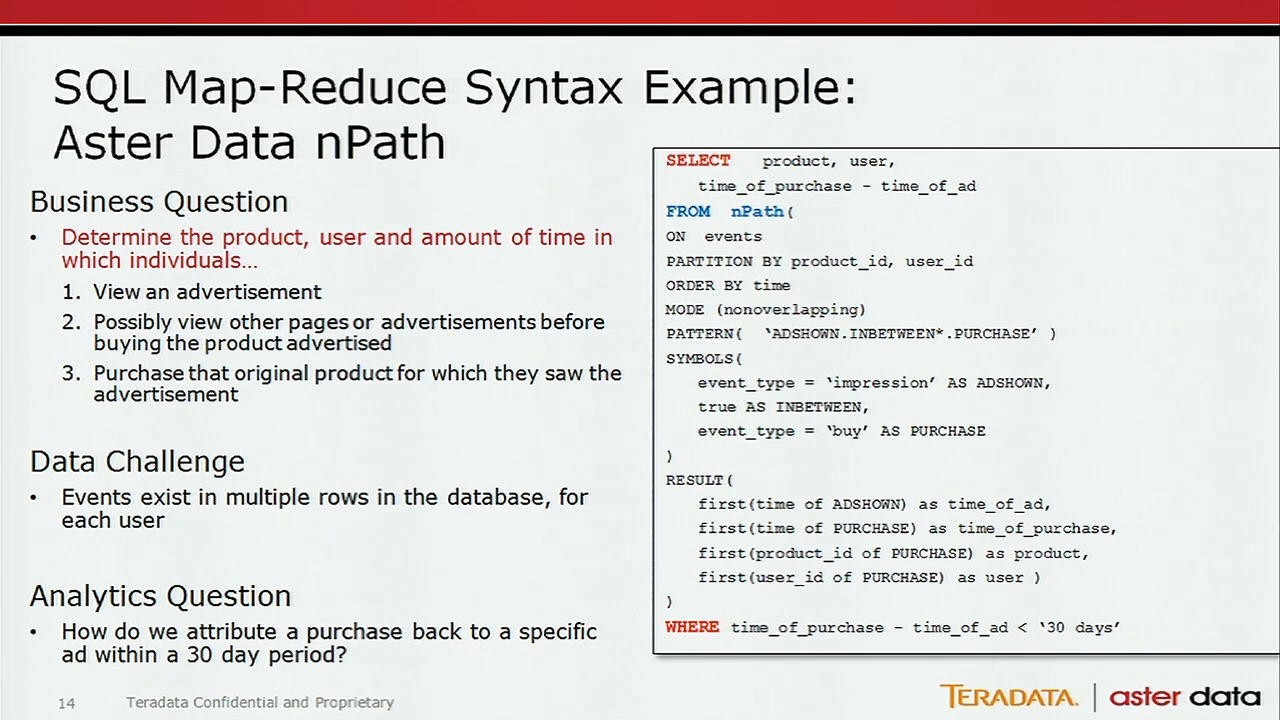 SQL Map-Reduce Syntax Example:
Aster Data nPath
Business Question
• Determine the product, user and amount of time in
which individuals…
1. View an advertisement
2. Possibly view other pages or advertisements before
buying the product advertised
3. Purchase that original product for which they saw the
advertisement
Data Challenge
• Events exist in multiple rows in the database, for
each user
Analytics Question
• How do we attribute a purchase back to a specific
ad within a 30 day period?
SELECT product, user,
time_of_purchase – time_of_ad
FROM nPath(
ON events
PARTITION BY product_id, user_id
ORDER BY time
MODE (nonoverlapping)
PATTERN( ‘ADSHOWN.INBETWEEN*.PURCHASE’ )
SYMBOLS(
event_type = ‘impression’ AS ADSHOWN,
true AS INBETWEEN,
event_type = ‘buy’ AS PURCHASE
)
RESULT(
first(time of ADSHOWN) as time_of_ad,
first(time of PURCHASE) as time_of_purchase,
first(product_id of PURCHASE) as product,
first(user_id of PURCHASE) as user )
)
WHERE time_of_purchase – time_of_ad < ‘30 days’
14 Teradata Confidential and Proprietary
TERADATA. | aster data